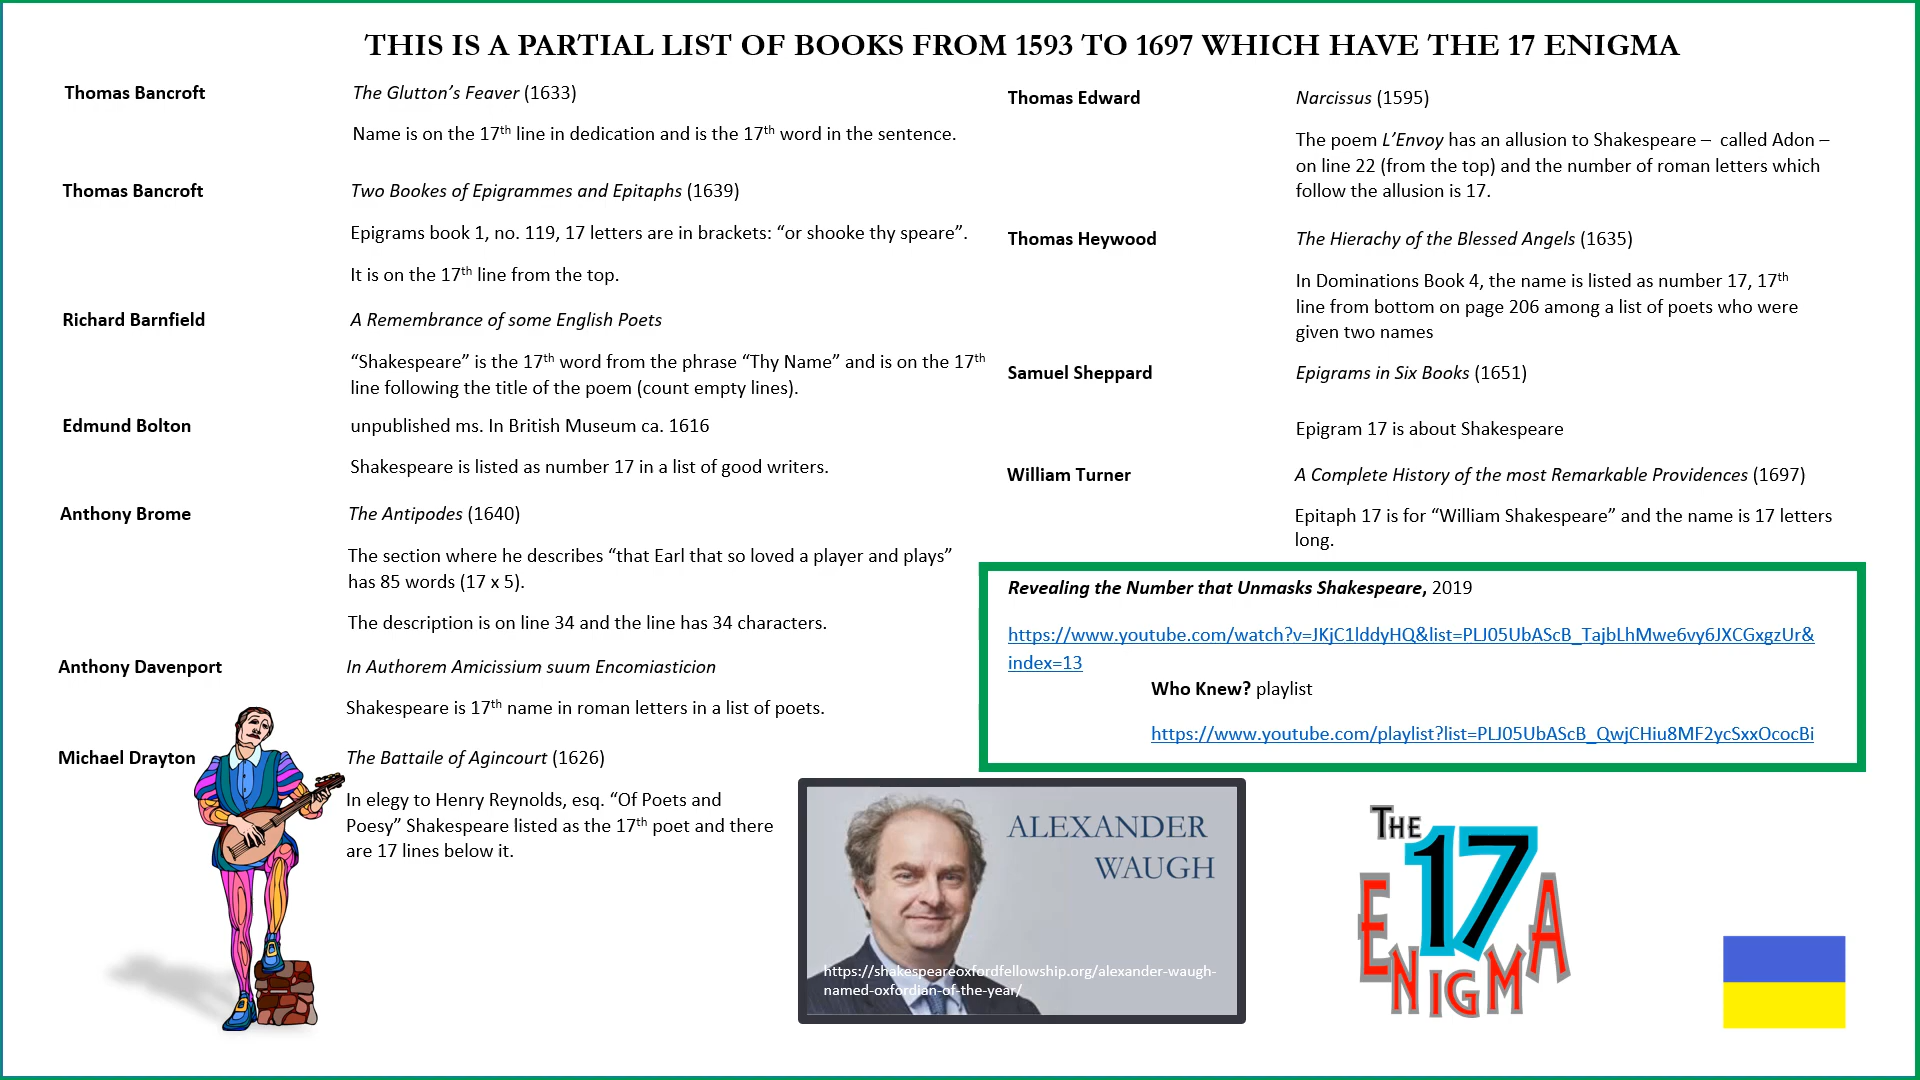 THIS IS A PARTIAL LIST OF BOOKS FROM 1593 TO 1697 WHICH HAVE THE 17 ENIGMA
Thomas Bancroft
The Glutton’s Feaver (1633)
Name is on the 17th line in dedication and is the 17th word in the sentence.
Thomas Bancroft
Two Bookes of Epigrammes and Epitaphs (1639)
Epigrams book 1, no. 119, 17 letters are in brackets: “or shooke thy speare”.
It is on the 17th line from the top.
Richard Barnfield
A Remembrance of some English Poets
“Shakespeare” is the 17th word from the phrase “Thy Name” and is on the 17th
line following the title of the poem (count empty lines).
Edmund Bolton
unpublished ms. In British Museum ca. 1616
Shakespeare is listed as number 17 in a list of good writers.
Anthony Brome
The Antipodes (1640)
The section where he describes “that Earl that so loved a player and plays”
has 85 words (17 x 5).
The description is on line 34 and the line has 34 characters.
Anthony Davenport
In Authorem Amicissium suum Encomiasticion
Shakespeare is 17th name in roman letters in a list of poets.
Michael Drayton
The Battaile of Agincourt (1626)
In elegy to Henry Reynolds, esq. “Of Poets and
Poesy” Shakespeare listed as the 17th poet and there
are 17 lines below it.
Thomas Edward
Narcissus (1595)
The poem L’Envoy has an allusion to Shakespeare – called Adon –
on line 22 (from the top) and the number of roman letters which
follow the allusion is 17.
Thomas Heywood
The Hierachy of the Blessed Angels (1635)
In Dominations Book 4, the name is listed as number 17, 17th
line from bottom on page 206 among a list of poets who were
given two names
Samuel Sheppard
Epigrams in Six Books (1651)
Epigram 17 is about Shakespeare
William Turner
A Complete History of the most Remarkable Providences (1697)
Epitaph 17 is for “William Shakespeare” and the name is 17 letters
long.
Revealing the Number that Unmasks Shakespeare, 2019
https://www.youtube.com/watch?v=JKjC1lddyHQ&list=PLJ05UbAScB_TajbLhMwe6vy6JXCGxgzUr&
index=13
Who Knew? playlist
https://www.youtube.com/playlist?list=PLJ05UbAScB_QwjCHiu8MF2ycSxxOcocBi
ALEXANDER
WAUGH
https://shakespeareoxfordfellowship.org/alexander-waugh-
named-oxfordian-of-the-year/
THE
17
ENIGMA